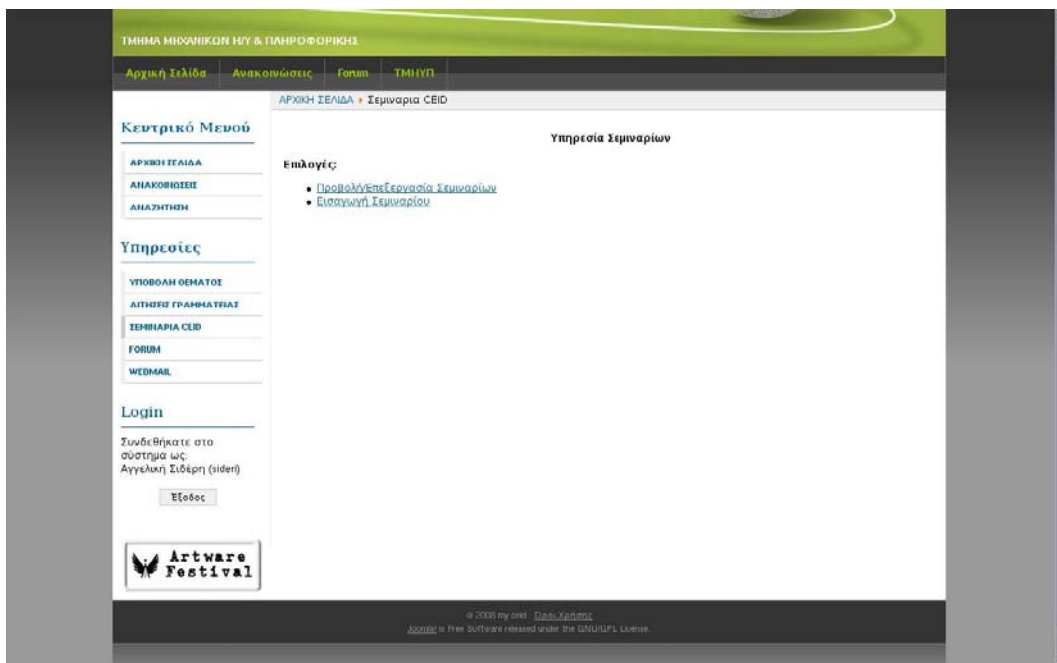 ΤΜΗΜΑ ΜΗΧΑΝΙΚΩΝ Η/Υ & ΠΛΗΡΟΦΟΡΙΚΗΣ
Αρχική Σελίδα Ανακοινώσεις Forum ΤΜΗΥΠ
ΑΡΧΙΚΗ ΣΕΛΙΔΑ Σεμιναρια CEID
Κεντρικό Μενού
ΑΡΧΙΚΗ ΣΕΛΙΔΑ
ΑΝΑΚΟΙΝΩΣΕΙΣ
ΑΝΑΖΗΤΗΣΗ
Υπηρεσίες
ΥΠΟΒΟΛΗ ΘΕΜΑΤΟΣ
ΑΙΤΗΣΕΙΣ ΓΡΑΜΜΑΤΕΙΑΣ
ΣΕΜΙΝΑΡΙΑ CEID
FORUM
WEBMAIL
Login
Συνδεθήκατε στο
σύστημα ως:
Αγγελική Σιδέρη (sideri)
Έξοδος
Artware
Festival
Υπηρεσία Σεμιναρίων
Επιλογές:
• Προβολή/Επεξεργασία Σεμιναρίων
• Εισαγωγή Σεμιναρίου
© 2008 my ceid . Όροι Χρήσης
Joomla! is Free Software released under the GNU/GPL License.